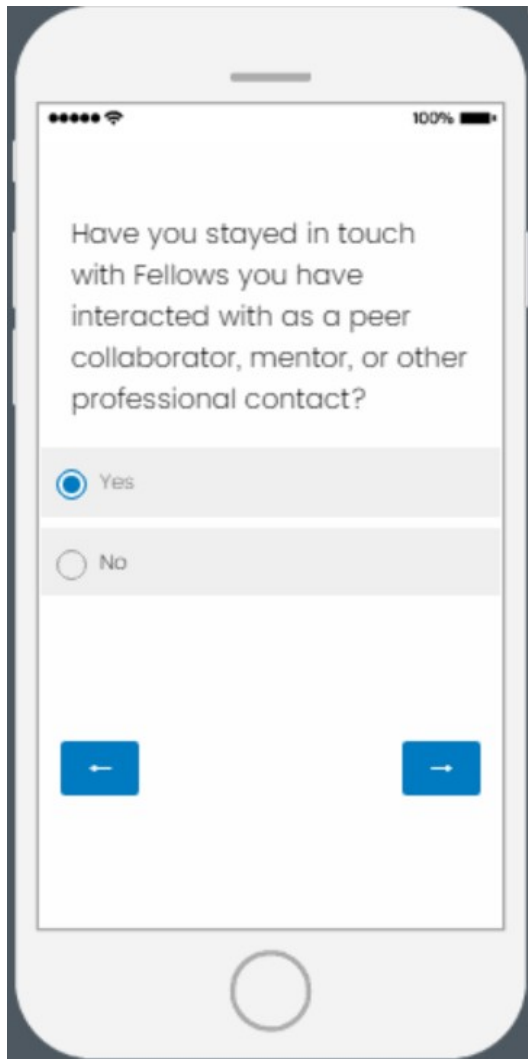 100%
Have you stayed in touch
with Fellows you have
interacted with as a peer
collaborator, mentor, or other
professional contact?
Yes
No